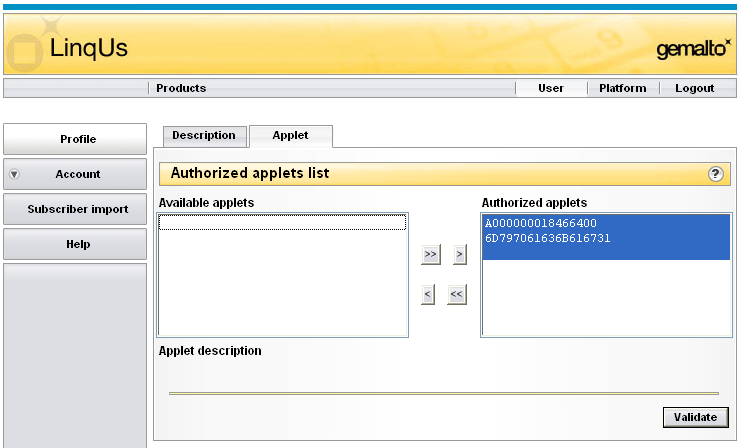 LinqUs
gemalto
Products
User
Platform
Logout
Profile
Account
Subscriber import
Help
Description
Applet
Authorized applets list
?
Available applets
Authorized applets
A000000018466400
6D797061636B616731
>>
>
<
<<
Applet description
Validate